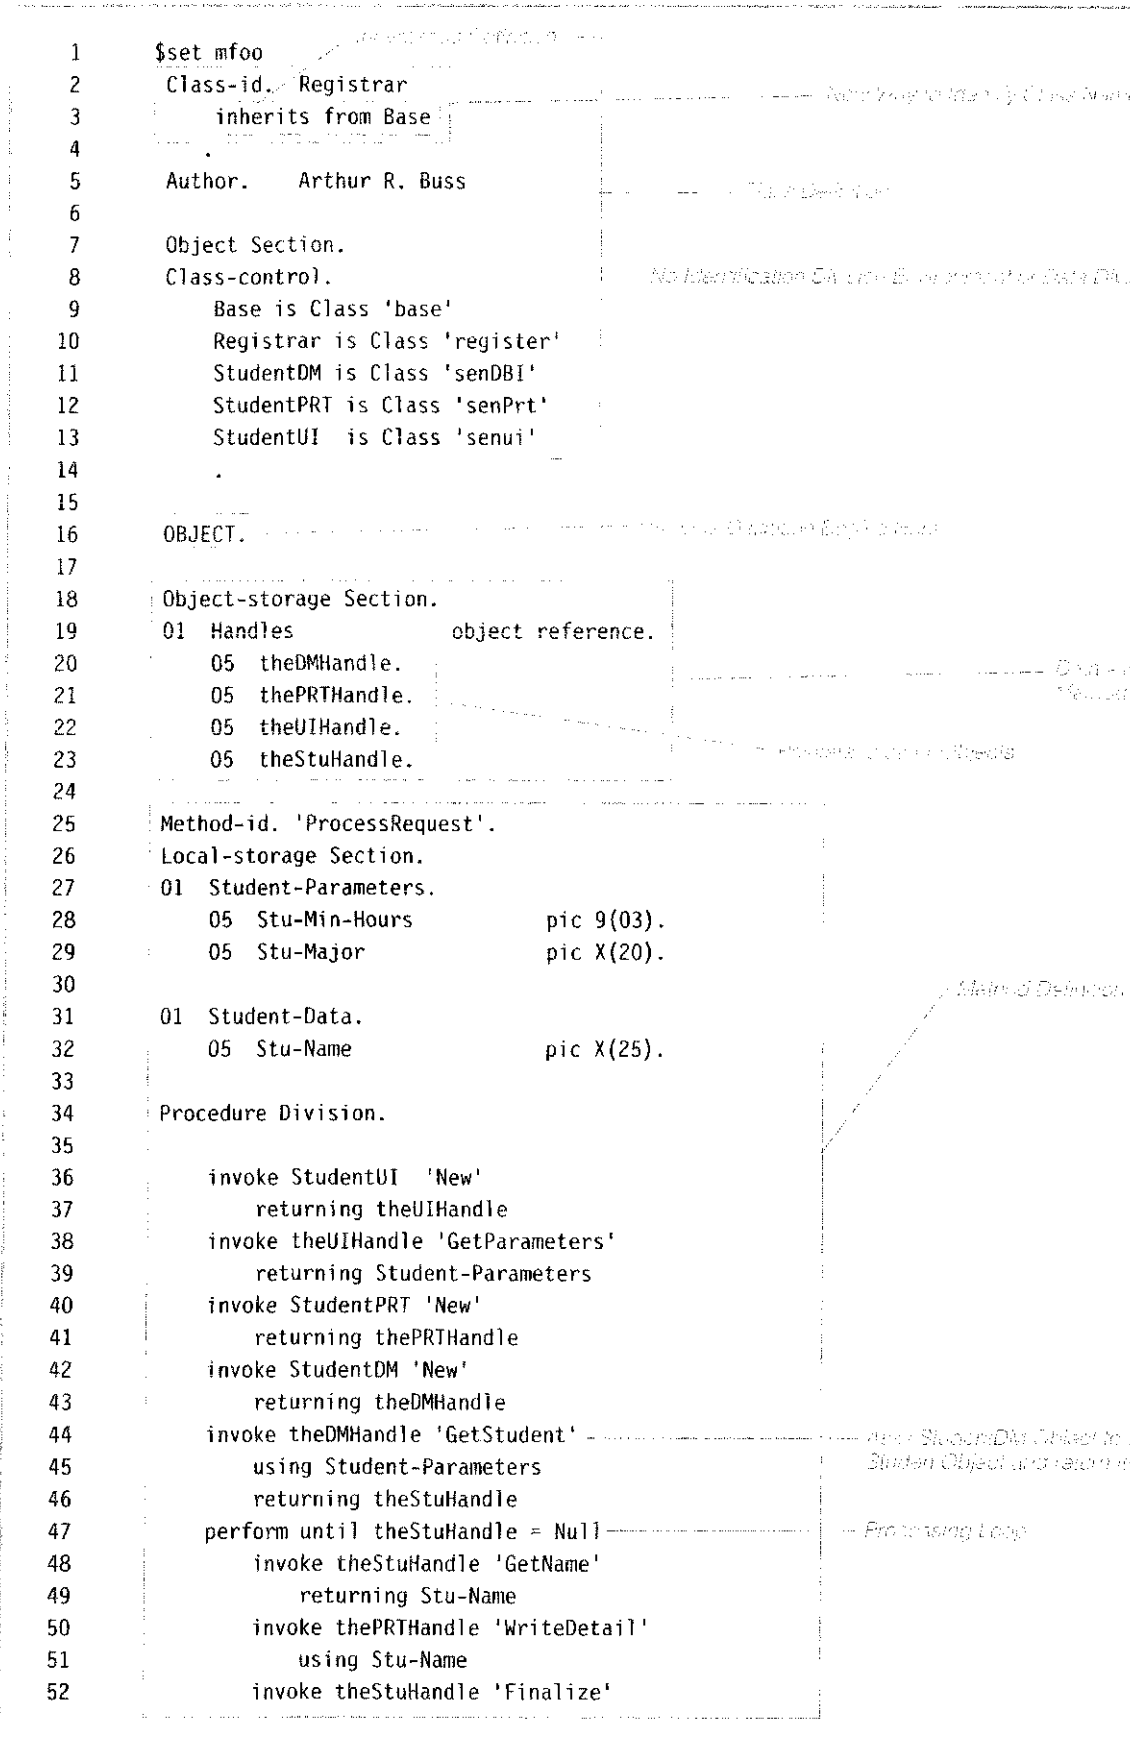 1 $set mfoo
2 Class-id. Registrar
3 inherits from Base
4 .
5 Author. Arthur R. Buss
6
7 Object Section.
8 Class-control.
9 Base is Class 'base'
10 Registrar is Class 'register'
11 StudentDM is Class 'senDBI'
12 StudentPRT is Class 'senPrt'
13 StudentUI is Class 'senui'
14 .
15
16 OBJECT.
17
18 Object-storage Section.
19 01 Handles object reference.
20 05 theDMHandle.
21 05 thePRTHandle.
22 05 theUIHandle.
23 05 theStuHandle.
24
25 Method-id. 'ProcessRequest'.
26 Local-storage Section.
27 01 Student-Parameters.
28 05 Stu-Min-Hours pic 9(03).
29 05 Stu-Major pic X(20).
30
Method Definition
31 01 Student-Data.
32 05 Stu-Name pic X(25).
33
34 Procedure Division.
35
36 invoke StudentUI 'New'
37 returning theUIHandle
38 invoke theUIHandle 'GetParameters'
39 returning Student-Parameters
40 invoke StudentPRT 'New'
41 returning thePRTHandle
42 invoke StudentDM 'New'
43 returning theDMHandle
44 invoke theDMHandle 'GetStudent' StudentDM Object to
45 using Student-Parameters Object and return
46 returning theStuHandle
47 perform until theStuHandle = Null Processing Loop
48 invoke theStuHandle 'GetName'
49 returning Stu-Name
50 invoke thePRTHandle 'WriteDetail'
51 using Stu-Name
52 invoke theStuHandle 'Finalize'